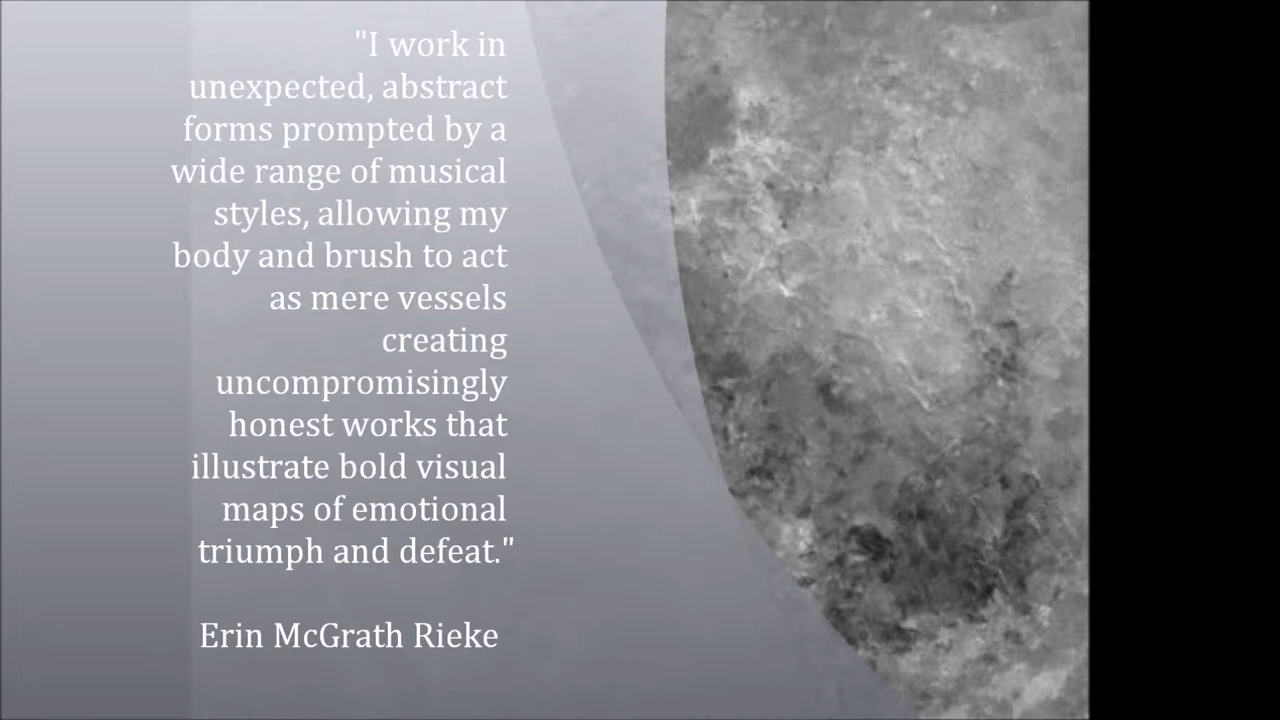 "I work in
unexpected, abstract
forms prompted by a
wide range of musical
styles, allowing my
body and brush to act
as mere vessels
creating
uncompromisingly
honest works that
illustrate bold visual
maps of emotional
triumph and defeat."
Erin McGrath Rieke